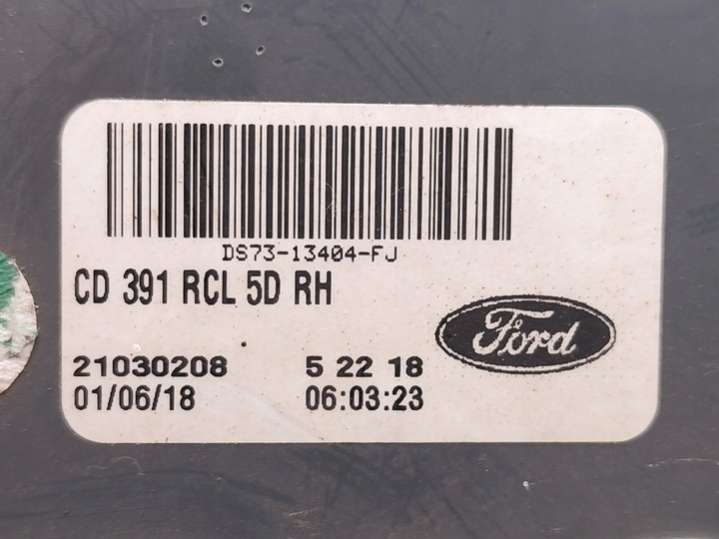 DS73-13404-FJ
CD 391 RCL 5D RH
Ford
21030208 5 22 18
01/06/18 06:03:23